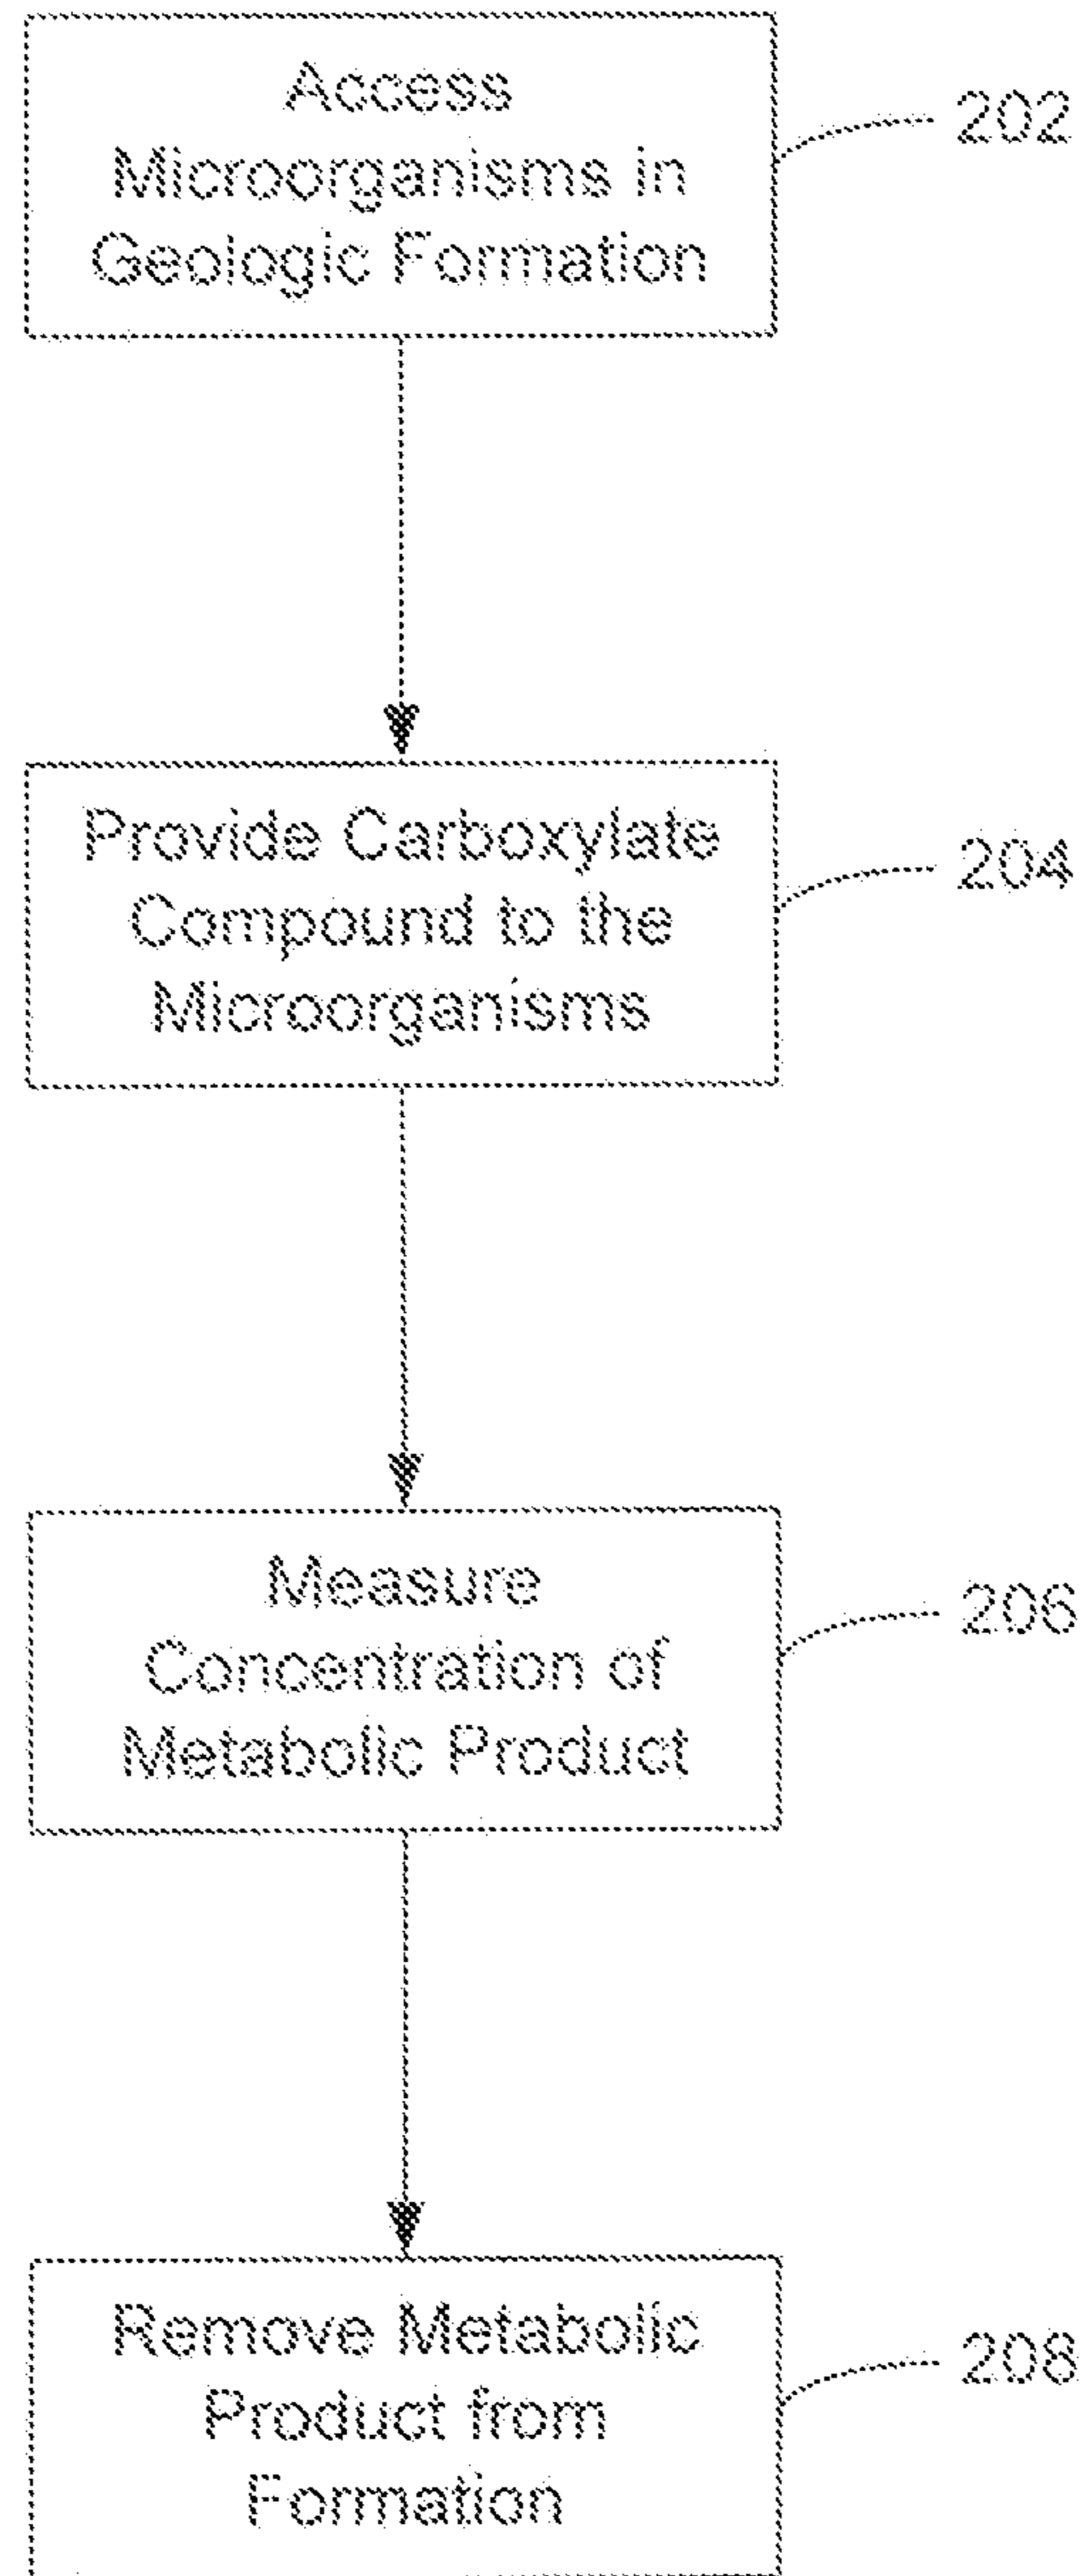 Access
Microorganisms in
Geologic Formation
202
Provide Carboxylate
Compound to the
Microorganisms
204
Measure
Concentration of
Metabolic Product
206
Remove Metabolic
Product from
Formation
208